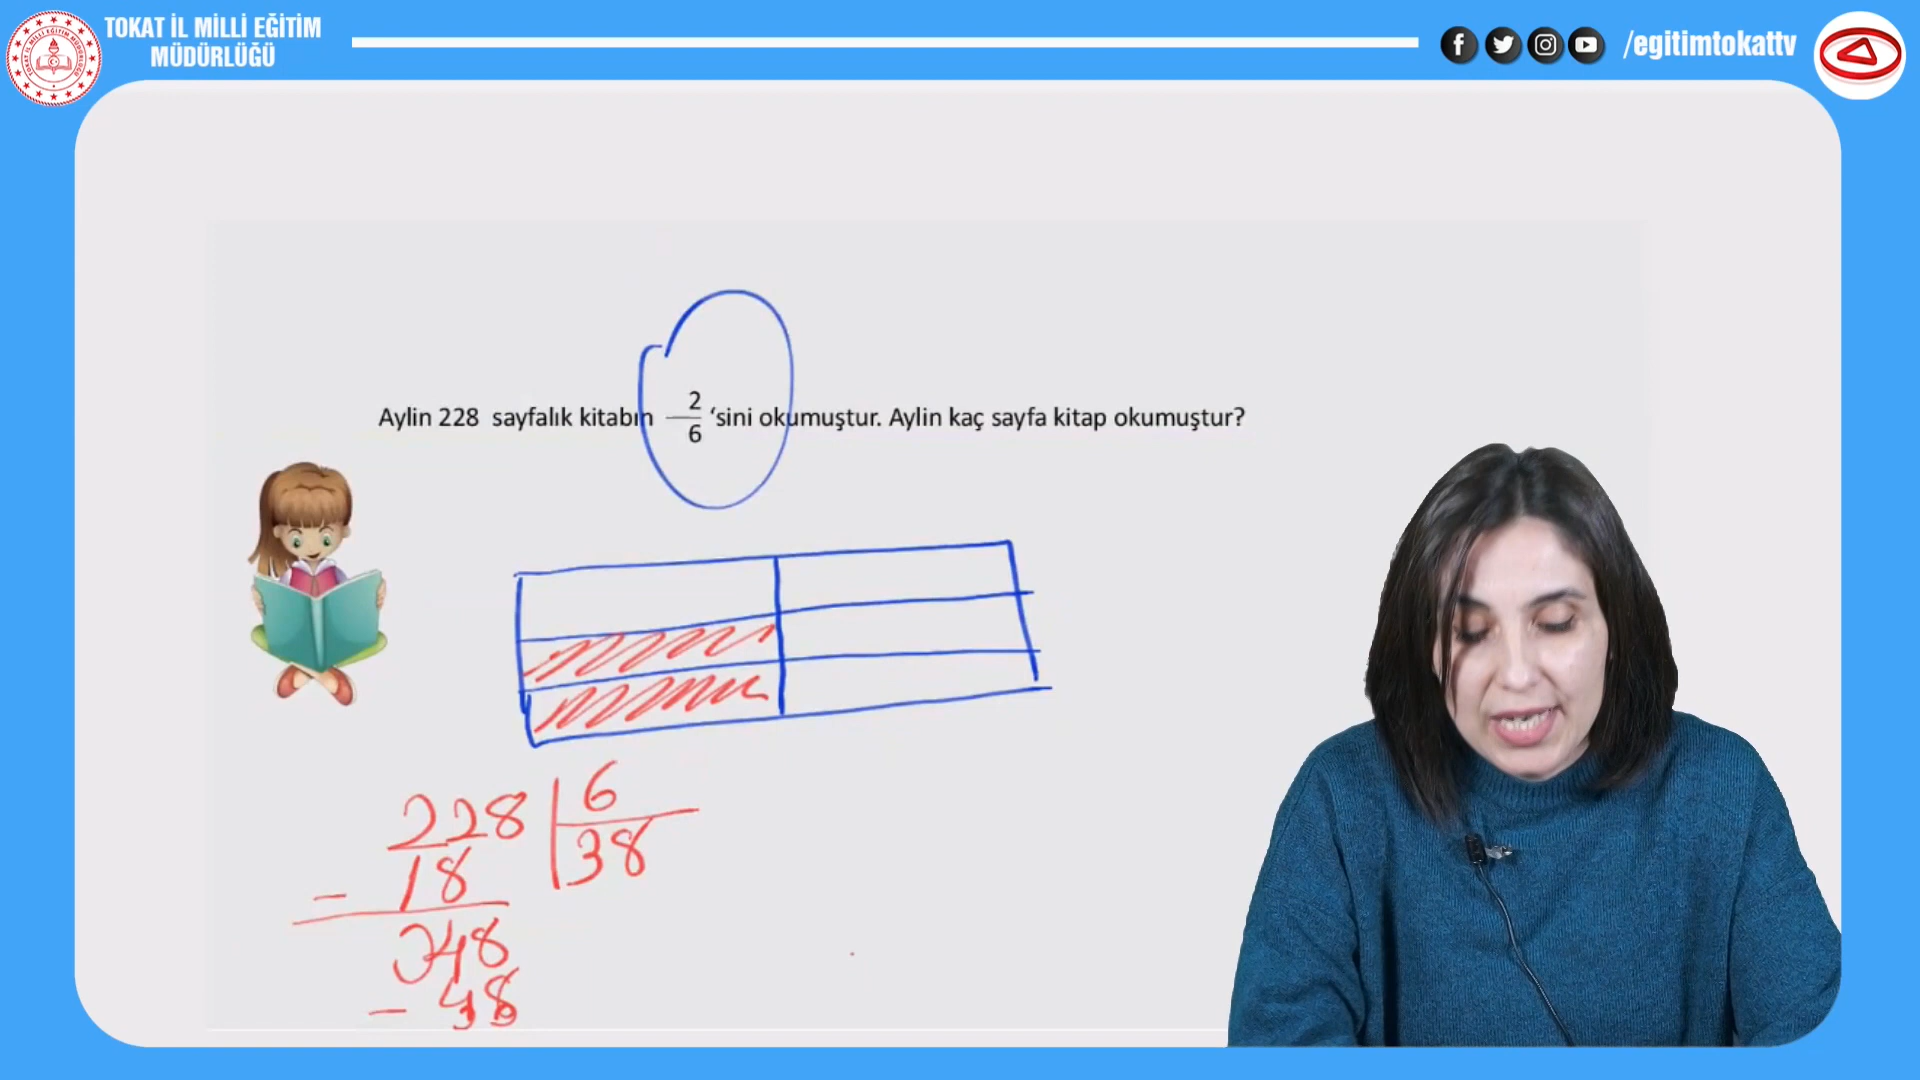 TOKAT İL MİLLİ EĞİTİM
MÜDÜRLÜĞÜ
/egitimtokattv
Aylin 228 sayfalık kitabın 2/6 ‘sini okumuştur. Aylin kaç sayfa kitap okumuştur?
228 6
38
- 18
048
- 48